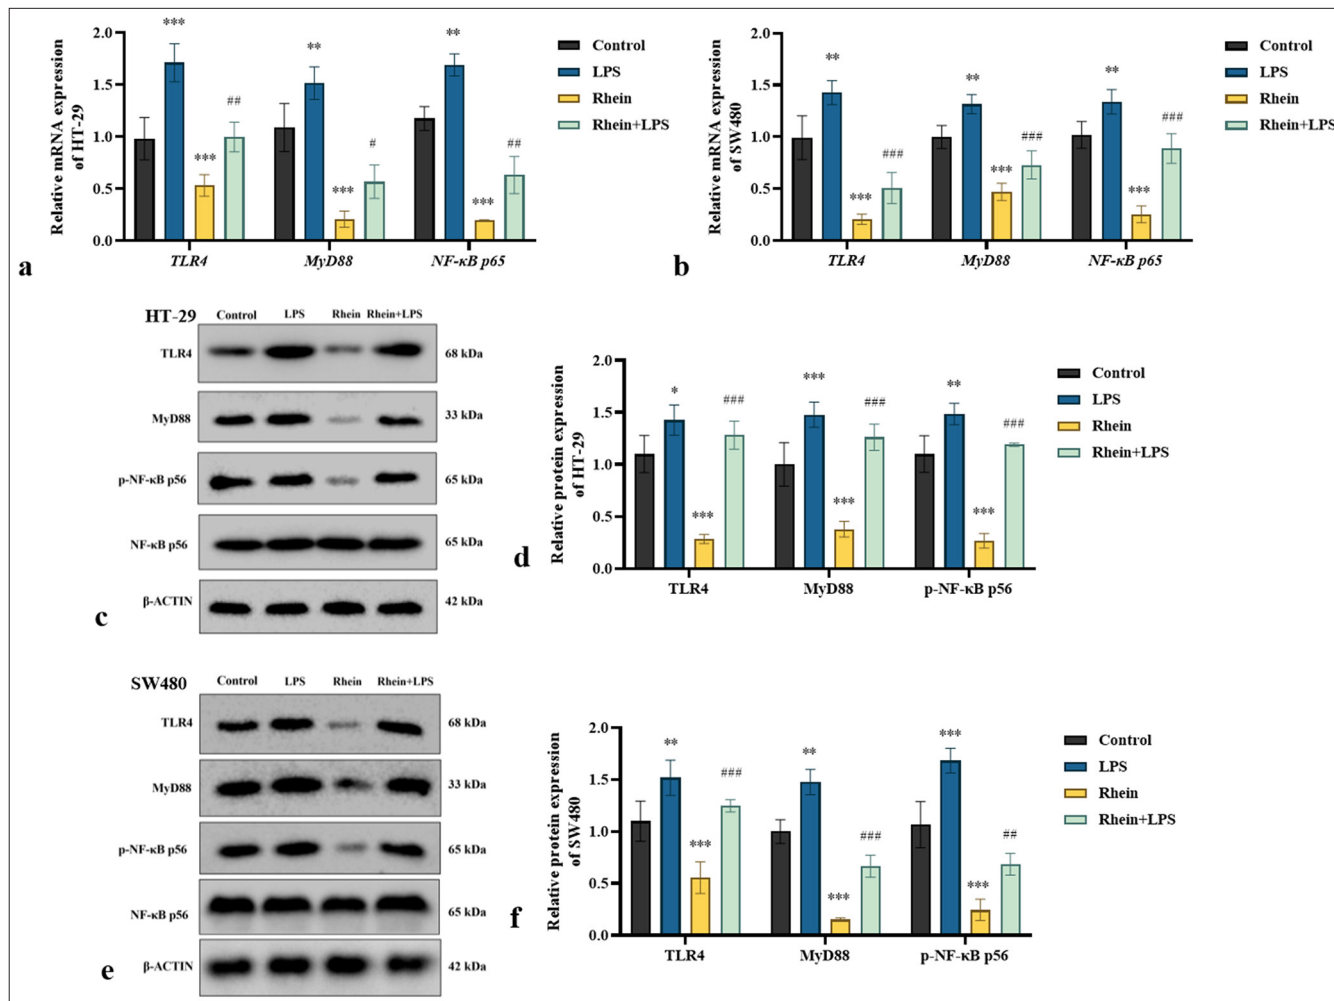 Relative mRNA expression
of HT-29
2.0
1.5
1.0
0.5
0.0
*** ** **
## # ##
*** *** ***
TLR4 MyD88 NF-κB p65
Control
LPS
Rhein
Rhein+LPS
a
Relative mRNA expression
of SW480
2.0
1.5
1.0
0.5
0.0
** ** **
### ### ###
*** *** ***
TLR4 MyD88 NF-κB p65
Control
LPS
Rhein
Rhein+LPS
b
HT-29 Control LPS Rhein Rhein+LPS
TLR4 68 kDa
MyD88 33 kDa
p-NF-κB p56 65 kDa
NF-κB p56 65 kDa
β-ACTIN 42 kDa
c
Relative protein expression
of HT-29
2.0
1.5
1.0
0.5
0.0
* *** **
### ### ###
*** *** ***
TLR4 MyD88 p-NF-κB p56
Control
LPS
Rhein
Rhein+LPS
d
SW480 Control LPS Rhein Rhein+LPS
TLR4 68 kDa
MyD88 33 kDa
p-NF-κB p56 65 kDa
NF-κB p56 65 kDa
β-ACTIN 42 kDa
e
Relative protein expression
of SW480
2.0
1.5
1.0
0.5
0.0
** ** ***
### ### ##
*** *** ***
TLR4 MyD88 p-NF-κB p56
Control
LPS
Rhein
Rhein+LPS
f